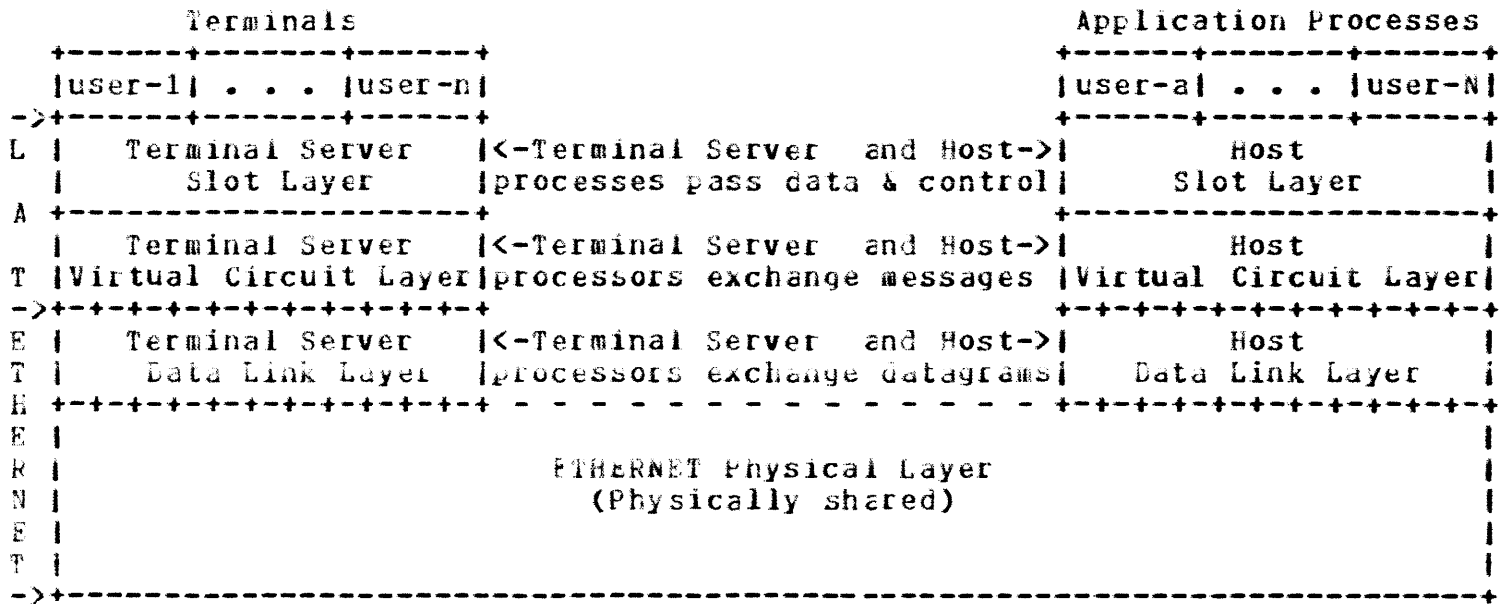 Terminals                                              Application Processes
   +-------+-------+------+                                     +------+-------+------+
   |user-1| . . . |user-n|                                     |user-a| . . . |user-N|
->+------+-------+------+                                     +------+-------+------+
L |   Terminal Server   |<-Terminal Server  and Host->|        Host         |
  |      Slot Layer     |processes pass data & control|     Slot Layer      |
A +---------------------+                             +---------------------+
  |   Terminal Server   |<-Terminal Server  and Host->|        Host         |
T |Virtual Circuit Layer|processors exchange messages |Virtual Circuit Layer|
->+-+-+-+-+-+-+-+-+-+-+-+                             +-+-+-+-+-+-+-+-+-+-+-+
E |   Terminal Server   |<-Terminal Server  and Host->|        Host         |
T |    Data Link Layer  |processors exchange datagrams|   Data Link Layer   |
H +-+-+-+-+-+-+-+-+-+-+-+ - - - - - - - - - - - - - - +-+-+-+-+-+-+-+-+-+-+-+
E |                                                                         |
R |                        ETHERNET Physical Layer                          |
N |                          (Physically shared)                            |
E |                                                                         |
T |                                                                         |
->+-------------------------------------------------------------------------+